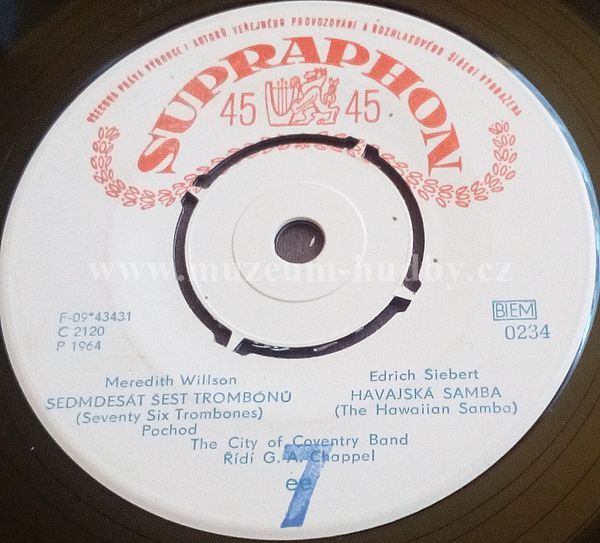 VŠECHNA PRÁVA VÝROBCE I AUTORŮ VEŘEJNÉHO PROVOZOVÁNÍ A ROZHLASOVÉHO ŠÍŘENÍ VYHRAZENA
SUPRAPHON
45 45
www.muzeum-hudby.cz
F-09*43431
C 2120
P 1964
BIEM
0234
Meredith Willson
SEDMDESÁT ŠEST TROMBÓNŮ
(Seventy Six Trombones)
Pochod
Edrich Siebert
HAVAJSKÁ SAMBA
(The Hawaiian Samba)
The City of Coventry Band
Řídí G. A. Chappel
ee
7